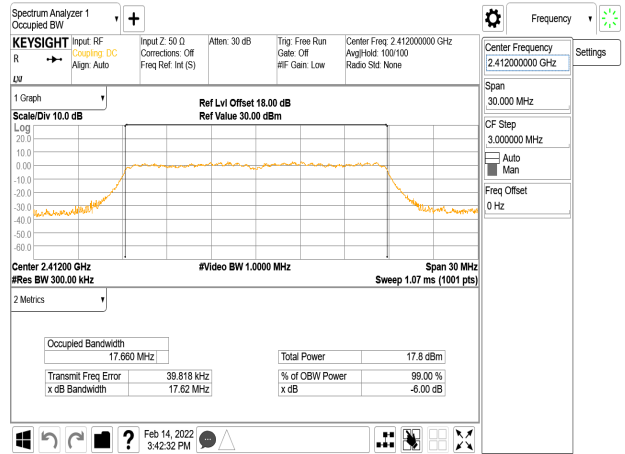 Spectrum Analyzer 1
Occupied BW
Frequency
KEYSIGHT
Input: RF
Coupling: DC
Align: Auto
Input Z: 50 Ω
Corrections: Off
Freq Ref: Int (S)
Atten: 30 dB
Trig: Free Run
Gate: Off
#IF Gain: Low
Center Freq: 2.412000000 GHz
Avg|Hold: 100/100
Radio Std: None
R
Center Frequency
2.412000000 GHz
Settings
Span
30.000 MHz
CF Step
3.000000 MHz
Auto
Man
Freq Offset
0 Hz
1 Graph
Scale/Div 10.0 dB
Ref Lvl Offset 18.00 dB
Ref Value 30.00 dBm
Log
20.0
10.0
0.00
-10.0
-20.0
-30.0
-40.0
-50.0
-60.0
Center 2.41200 GHz
#Video BW 1.0000 MHz
Span 30 MHz
#Res BW 300.00 kHz
Sweep 1.07 ms (1001 pts)
2 Metrics
Occupied Bandwidth
17.660 MHz
Total Power 17.8 dBm
Transmit Freq Error 39.818 kHz
% of OBW Power 99.00 %
x dB Bandwidth 17.62 MHz
x dB -6.00 dB
?
Feb 14, 2022
3:42:32 PM